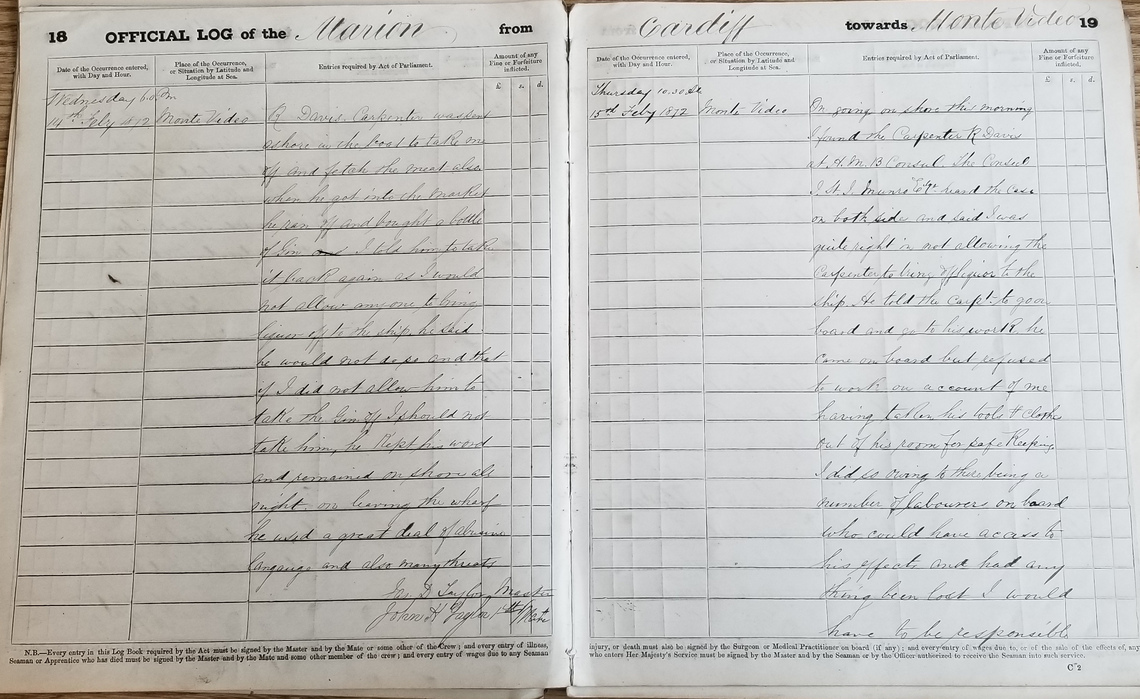 18 OFFICIAL LOG of the Marion from
Date of the Occurrence entered, with Day and Hour.
Place of the Occurrence, or Situation by Latitude and Longitude at Sea.
Entries required by Act of Parliament.
Amount of any Fine or Forfeiture inflicted.
£ s. d.
Wednesday 6.0 Pm
14th Feby 1872 Monte Video R Davis Carpenter was sent
ashore in the boat to take me
off and fetch the meat also
when he got into the Market
he ran off and bought a bottle
of Gin I told him to take
it back again as I would
not allow anyone to bring
liquor off to the ship he said
he would not do so and that
if I did not allow him to
take the Gin off I should not
take him, he Kept his word
and remained on shore all
night on leaving the wharf
he used a great deal of abusive
language and also many threats
D Taylor Master
John H Taylor 1st Mate
N.B.—Every entry in this Log Book required by the Act must be signed by the Master and by the Mate or some other of the Crew; and every entry of illness,
Seaman or Apprentice who has died must be signed by the Master and by the Mate and some other member of the crew; and every entry of wages due to any Seaman
Cardiff towards Monte Video 19
Date of the Occurrence entered, with Day and Hour.
Place of the Occurrence, or Situation by Latitude and Longitude at Sea.
Entries required by Act of Parliament.
Amount of any Fine or Forfeiture inflicted.
£ s. d.
Thursday 10.30
15th Feby 1872 Monte Video On going on shore this morning
I found the Carpenter R Davis
at H. M. B Consul. The Consul
I. St. J. Munro Esqr heard the Case
on both side and said I was
quite right in not allowing the
Carpenter to bring off liquor to the
ship. He told the Carpt to go on
board and go to his work he
came on board but refused
to work on account of me
having taken his tools & Clothes
out of his room for safe Keeping.
I did so owing to there being a
number of labourers on board
who could have access to
his effects and had any
thing been lost I would
have to be responsible
injury, or death must also be signed by the Surgeon or Medical Practitioner on board (if any); and every entry of wages due to, or of the sale of the effects of, any
who enters Her Majesty's Service must be signed by the Master and by the Seaman or by the Officer authorized to receive the Seaman into such service.
C 2